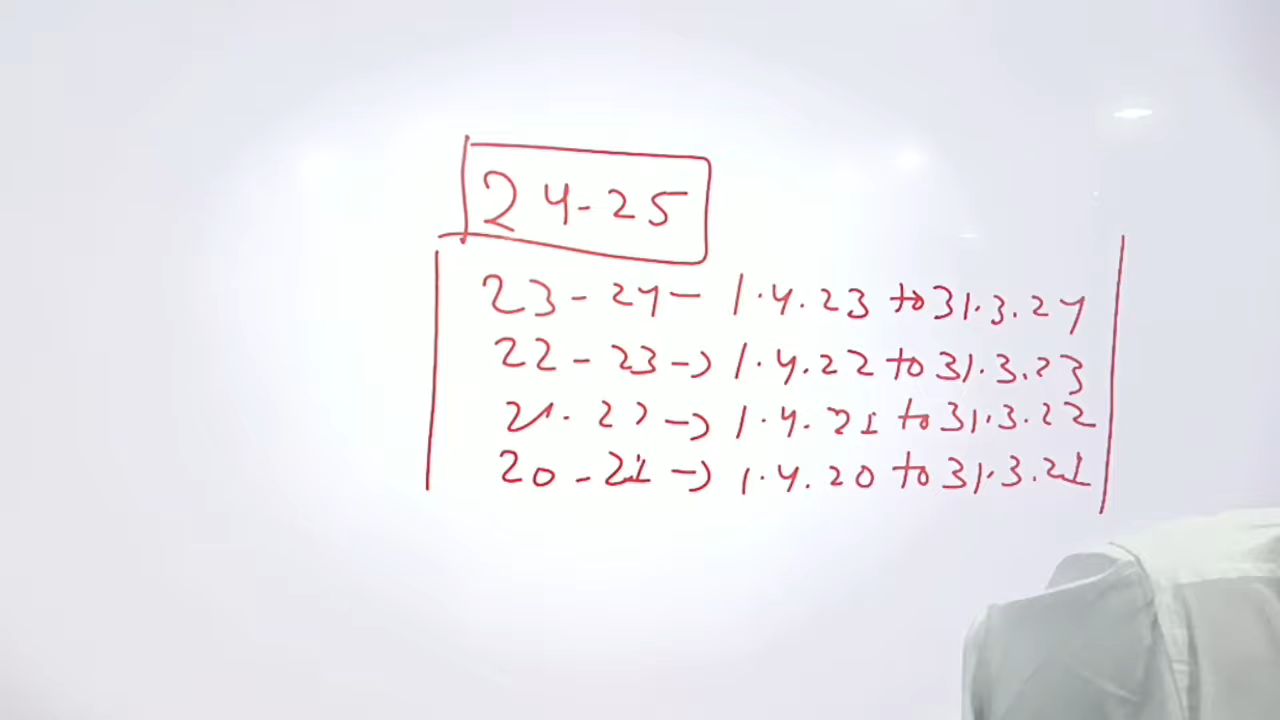 24-25
23-24- 1.4.23 to 31.3.24
22-23-> 1.4.22 to 31.3.23
21-22-> 1.4.21 to 31.3.22
20-21-> 1.4.20 to 31.3.21